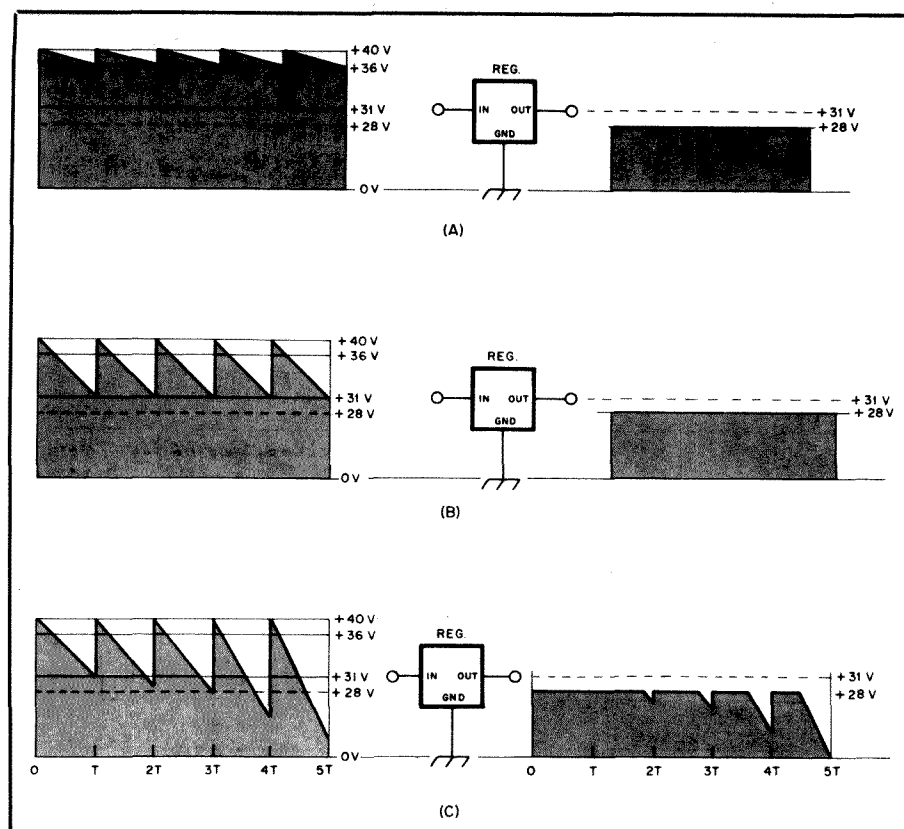 +40 V
+36 V
+31 V
+28 V
0 V
REG.
IN OUT
GND
+31 V
+28 V
(A)
+40 V
+36 V
+31 V
+28 V
0 V
REG.
IN OUT
GND
+31 V
+28 V
(B)
+40 V
+36 V
+31 V
+28 V
0 V
0 T 2T 3T 4T 5T
REG.
IN OUT
GND
+31 V
+28 V
0 T 2T 3T 4T 5T
(C)